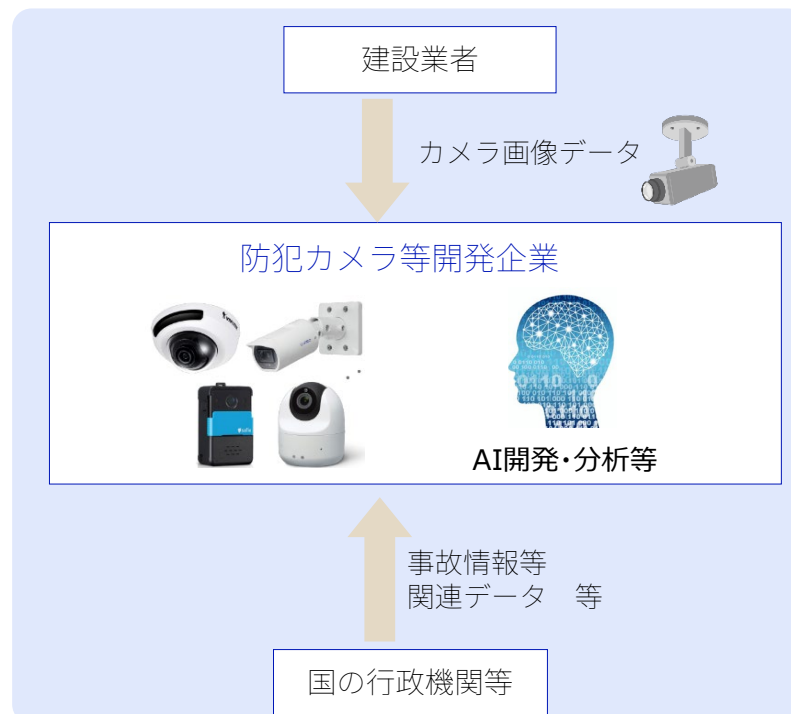 建設業者
カメラ画像データ
防犯カメラ等開発企業
AI開発・分析等
事故情報等
関連データ　等
国の行政機関等